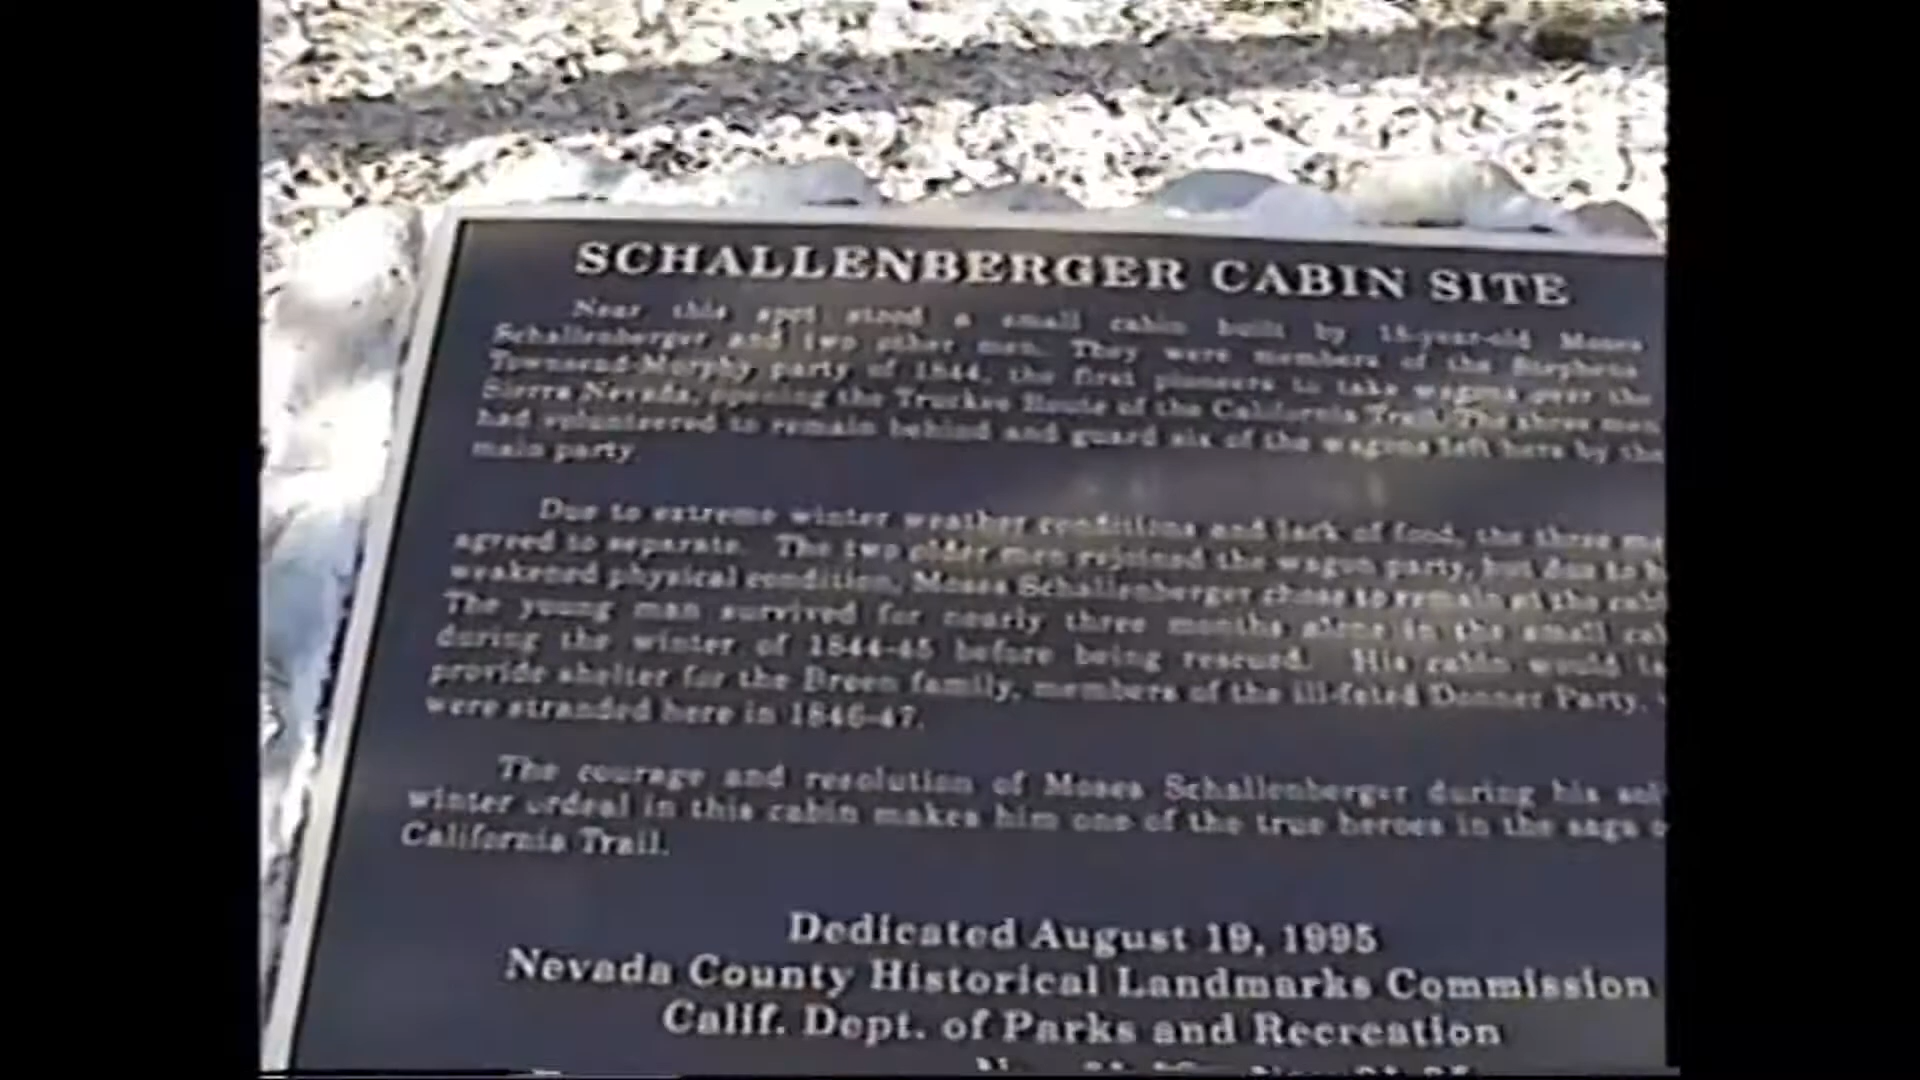 SCHALLENBERGER CABIN SITE
Near this spot stood a small cabin built by 18-year-old Moses
Schallenberger and two other men. They were members of the Stephens
Townsend-Murphy party of 1844, the first pioneers to take wagons over the
Sierra Nevada, opening the Truckee Route of the California Trail. The three men
had volunteered to remain behind and guard six of the wagons left here by the
main party.
Due to extreme winter weather conditions and lack of food, the three
agreed to separate. The two older men rejoined the wagon party, but due to
weakened physical condition, Moses Schallenberger chose to remain at the
The young man survived for nearly three months alone in the small
during the winter of 1844-45 before being rescued. His cabin would
provide shelter for the Breen family, members of the ill-fated Donner Party,
were stranded here in 1846-47.
The courage and resolution of Moses Schallenberger during his
winter ordeal in this cabin makes him one of the true heroes in the saga
California Trail.
Dedicated August 19, 1995
Nevada County Historical Landmarks Commission
Calif. Dept. of Parks and Recreation